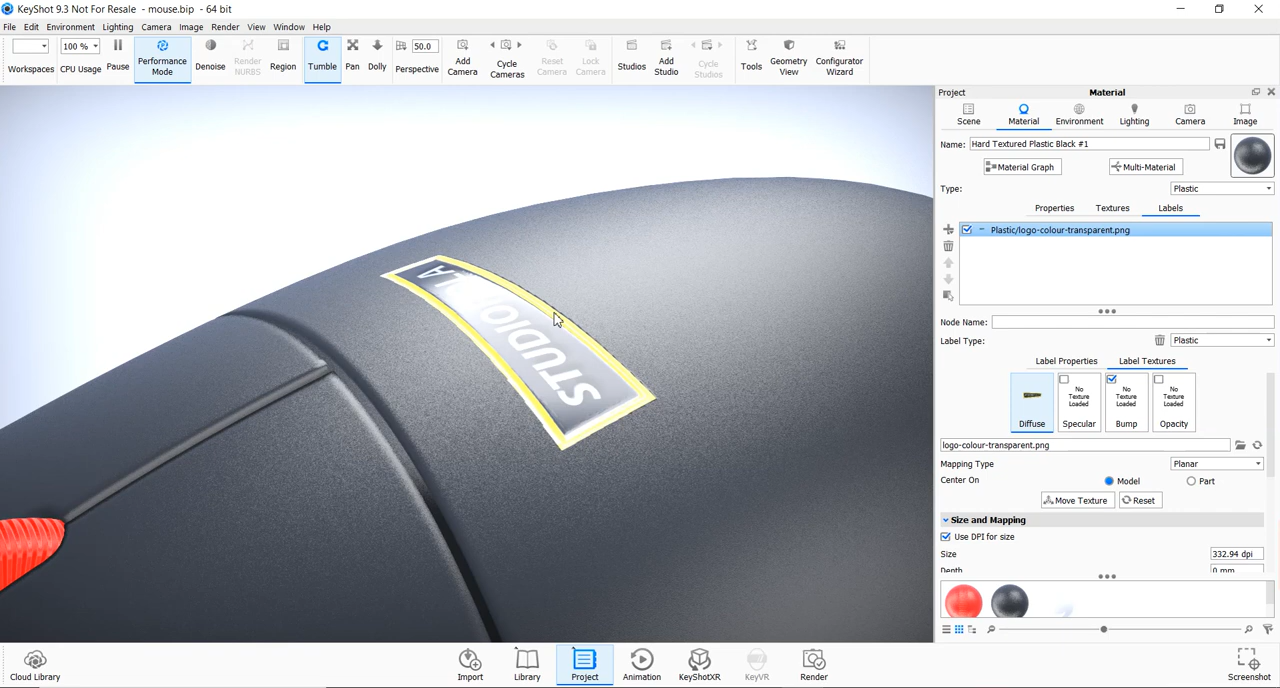 KeyShot 9.3 Not For Resale - mouse.bip - 64 bit
File Edit Environment Lighting Camera Image Render View Window Help
Workspaces
100 %
CPU Usage
Pause
Performance Mode
Denoise
Render NURBS
Region
Tumble
Pan
Dolly
50.0
Perspective
Add Camera
Cycle Cameras
Reset Camera
Lock Camera
Studios
Add Studio
Cycle Studios
Tools
Geometry View
Configurator Wizard
Project Material
Scene Material Environment Lighting Camera Image
Name: Hard Textured Plastic Black #1
Material Graph Multi-Material
Type: Plastic
Properties Textures Labels
Plastic/logo-colour-transparent.png
Node Name:
Label Type: Plastic
Label Properties Label Textures
Diffuse
No Texture Loaded
Specular
No Texture Loaded
Bump
No Texture Loaded
Opacity
logo-colour-transparent.png
Mapping Type Planar
Center On Model Part
Move Texture Reset
Size and Mapping
Use DPI for size
Size 332.94 dpi
Depth 0 mm
Cloud Library
Import Library Project Animation KeyShotXR KeyVR Render
Screenshot